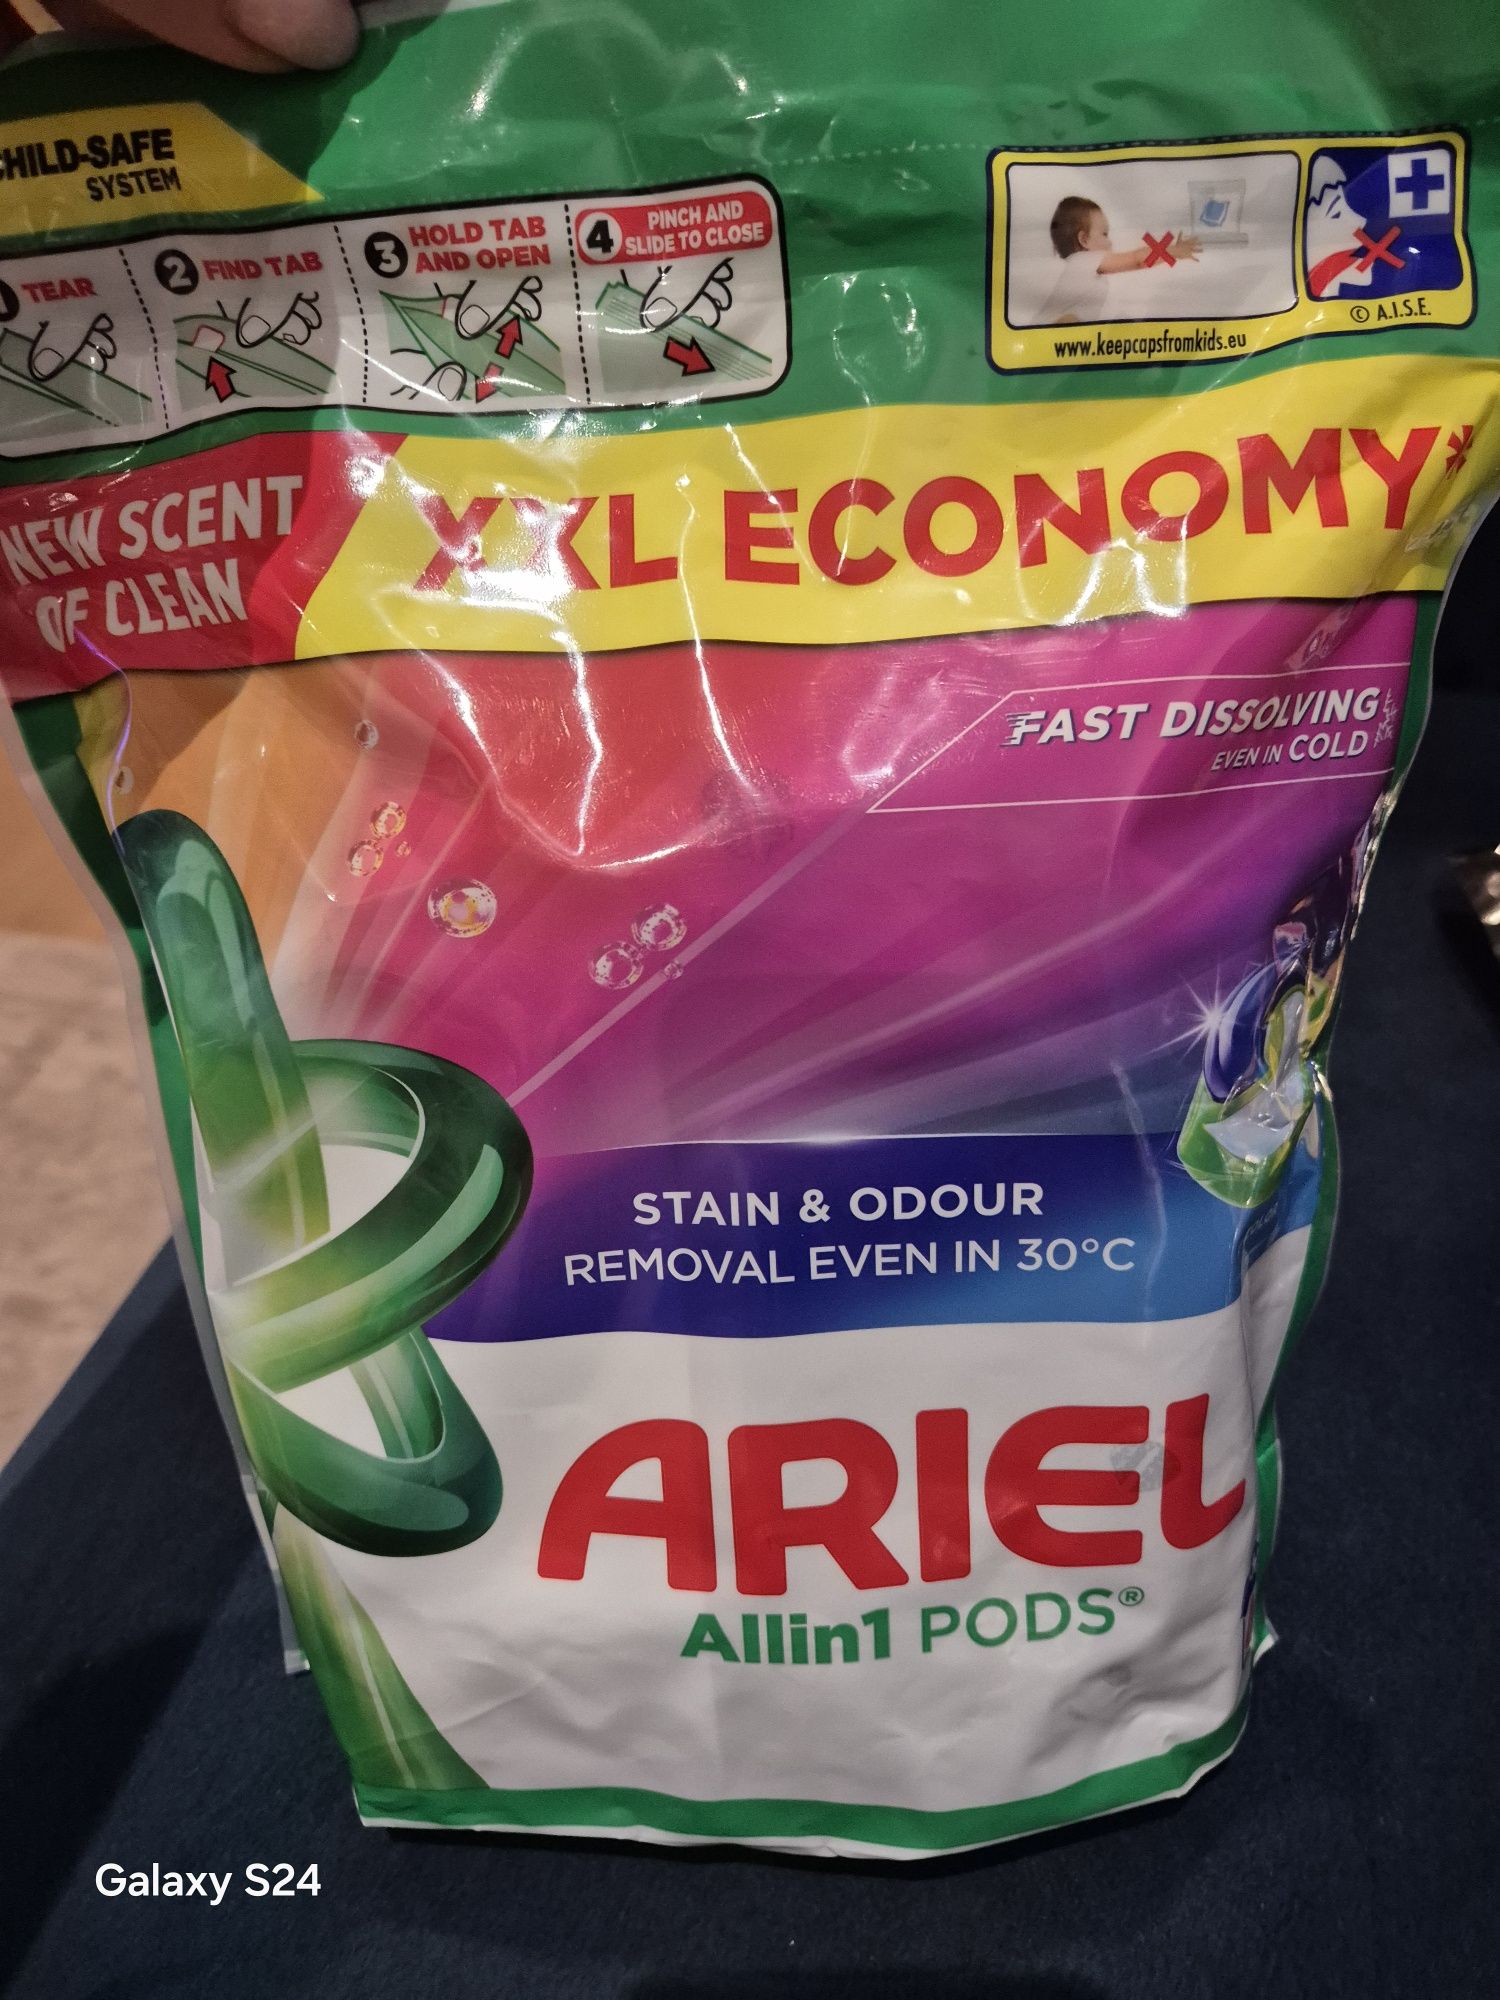 CHILD-SAFE
SYSTEM
1 TEAR
2 FIND TAB
3 HOLD TAB
AND OPEN
4 PINCH AND
SLIDE TO CLOSE
www.keepcapsfromkids.eu
© A.I.S.E.
NEW SCENT
OF CLEAN
XXL ECONOMY*
FAST DISSOLVING
EVEN IN COLD
STAIN & ODOUR
REMOVAL EVEN IN 30°C
ARIEL
Allin1 PODS®
Galaxy S24